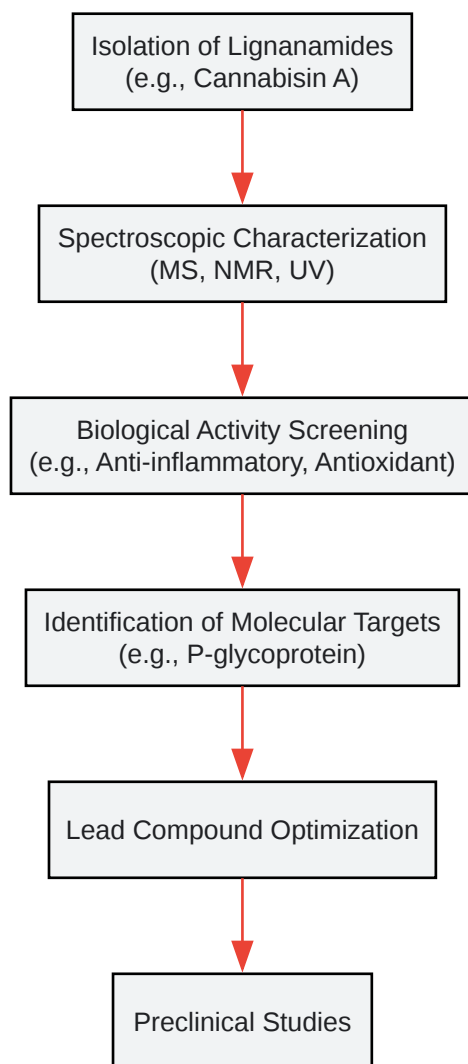 Isolation of Lignanamides
(e.g., Cannabisin A)
Spectroscopic Characterization
(MS, NMR, UV)
Biological Activity Screening
(e.g., Anti-inflammatory, Antioxidant)
Identification of Molecular Targets
(e.g., P-glycoprotein)
Lead Compound Optimization
Preclinical Studies